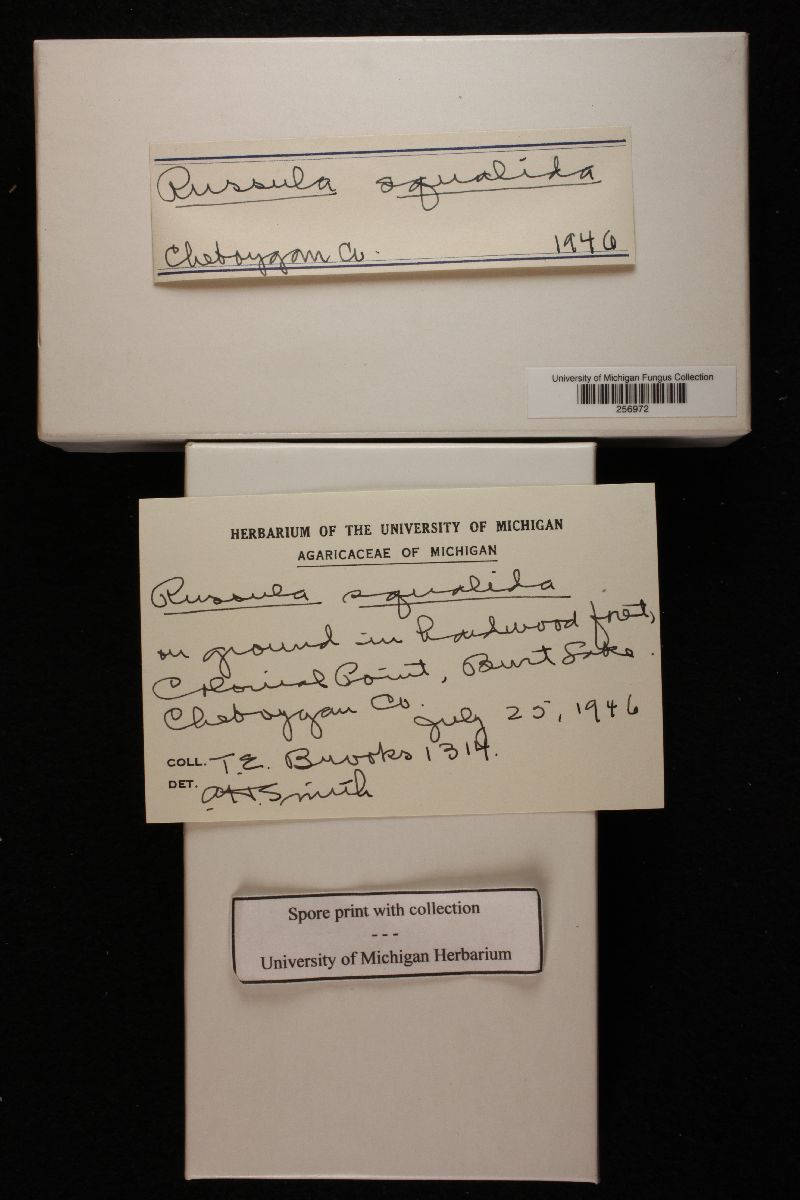 Russula squalida
Cheboygan Co. 1946
University of Michigan Fungus Collection
256972
HERBARIUM OF THE UNIVERSITY OF MICHIGAN
AGARICACEAE OF MICHIGAN
Russula squalida
on ground in hardwood forest,
Colonial Point, Burt Lake.
Cheboygan Co.
July 25, 1946
COLL. T.E. Brooks 1314.
DET. A.H. Smith
Spore print with collection
---
University of Michigan Herbarium